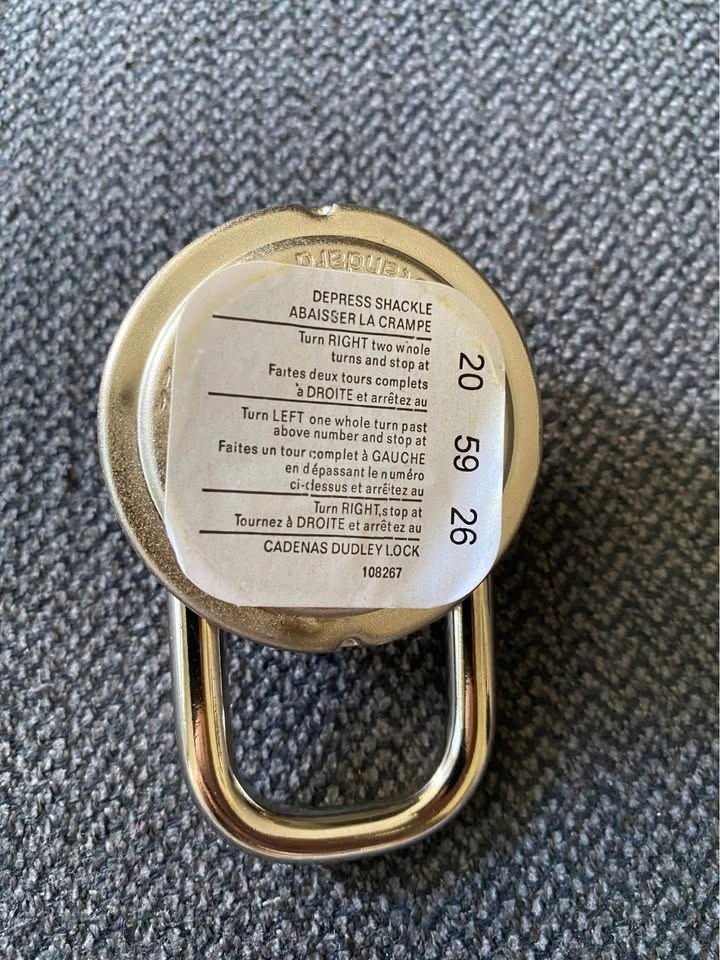 DEPRESS SHACKLE
ABAISSER LA CRAMPE
Turn RIGHT two whole
turns and stop at
Faites deux tours complets
à DROITE et arrêtez au
20
Turn LEFT one whole turn past
above number and stop at
Faites un tour complet à GAUCHE
en dépassant le numéro
ci-dessus et arrêtez au
59
Turn RIGHT, stop at
Tournez à DROITE et arrêtez au
26
CADENAS DUDLEY LOCK
108267